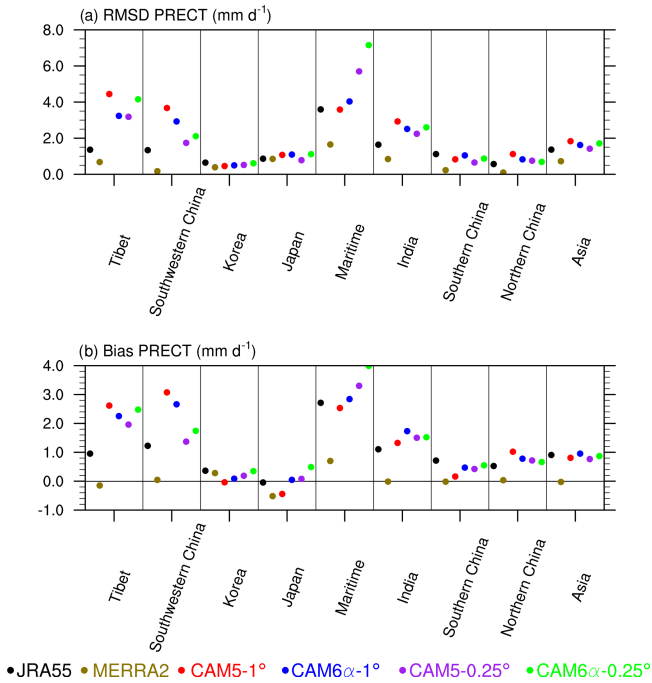 (a) RMSD PRECT (mm d-1)
8.0
6.0
4.0
2.0
0.0
Tibet
Southwestern China
Korea
Japan
Maritime
India
Southern China
Northern China
Asia
(b) Bias PRECT (mm d-1)
4.0
3.0
2.0
1.0
0.0
-1.0
Tibet
Southwestern China
Korea
Japan
Maritime
India
Southern China
Northern China
Asia
JRA55 MERRA2 CAM5-1° CAM6α-1° CAM5-0.25° CAM6α-0.25°